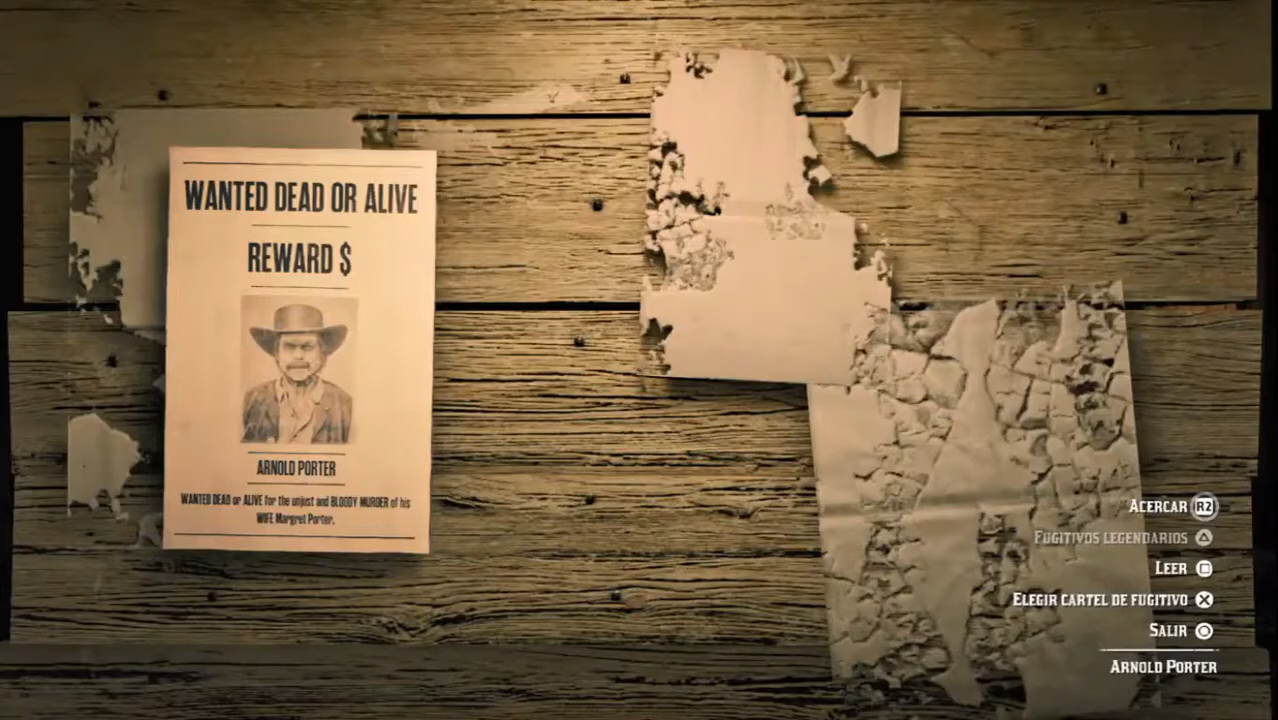 WANTED DEAD OR ALIVE
REWARD $
ARNOLD PORTER
WANTED DEAD or ALIVE for the unjust and BLOODY MURDER of his
WIFE Margret Porter.
ACERCAR R2
FUGITIVOS LEGENDARIOS
LEER
ELEGIR CARTEL DE FUGITIVO
SALIR
ARNOLD PORTER